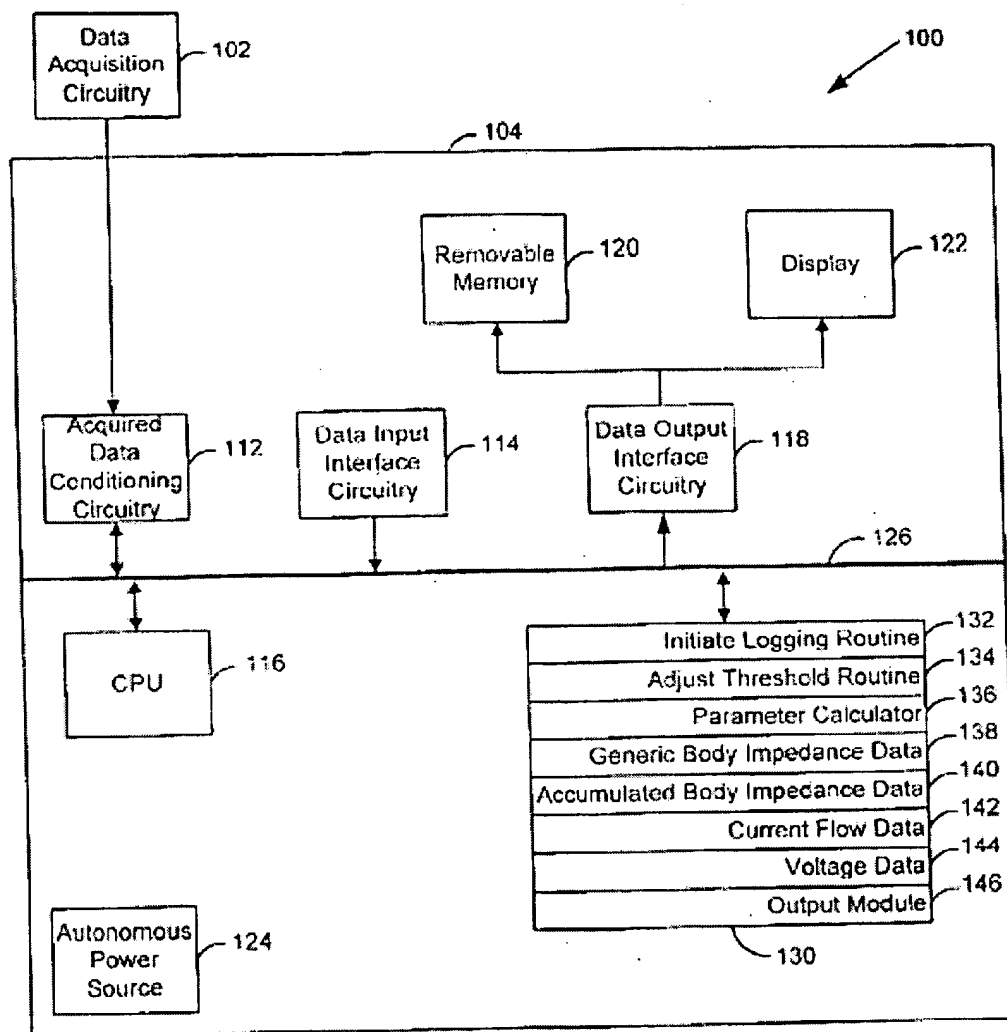 Data
Acquisition
Circuitry
102
100
104
Removable
Memory
120
Display
122
Acquired
Data
Conditioning
Circuitry
112
Data Input
Interface
Circuitry
114
Data Output
Interface
Circuitry
118
126
CPU
116
Initiate Logging Routine
132
Adjust Threshold Routine
134
Parameter Calculator
136
Generic Body Impedance Data
138
Accumulated Body Impedance Data
140
Current Flow Data
142
Voltage Data
144
Output Module
146
130
Autonomous
Power
Source
124